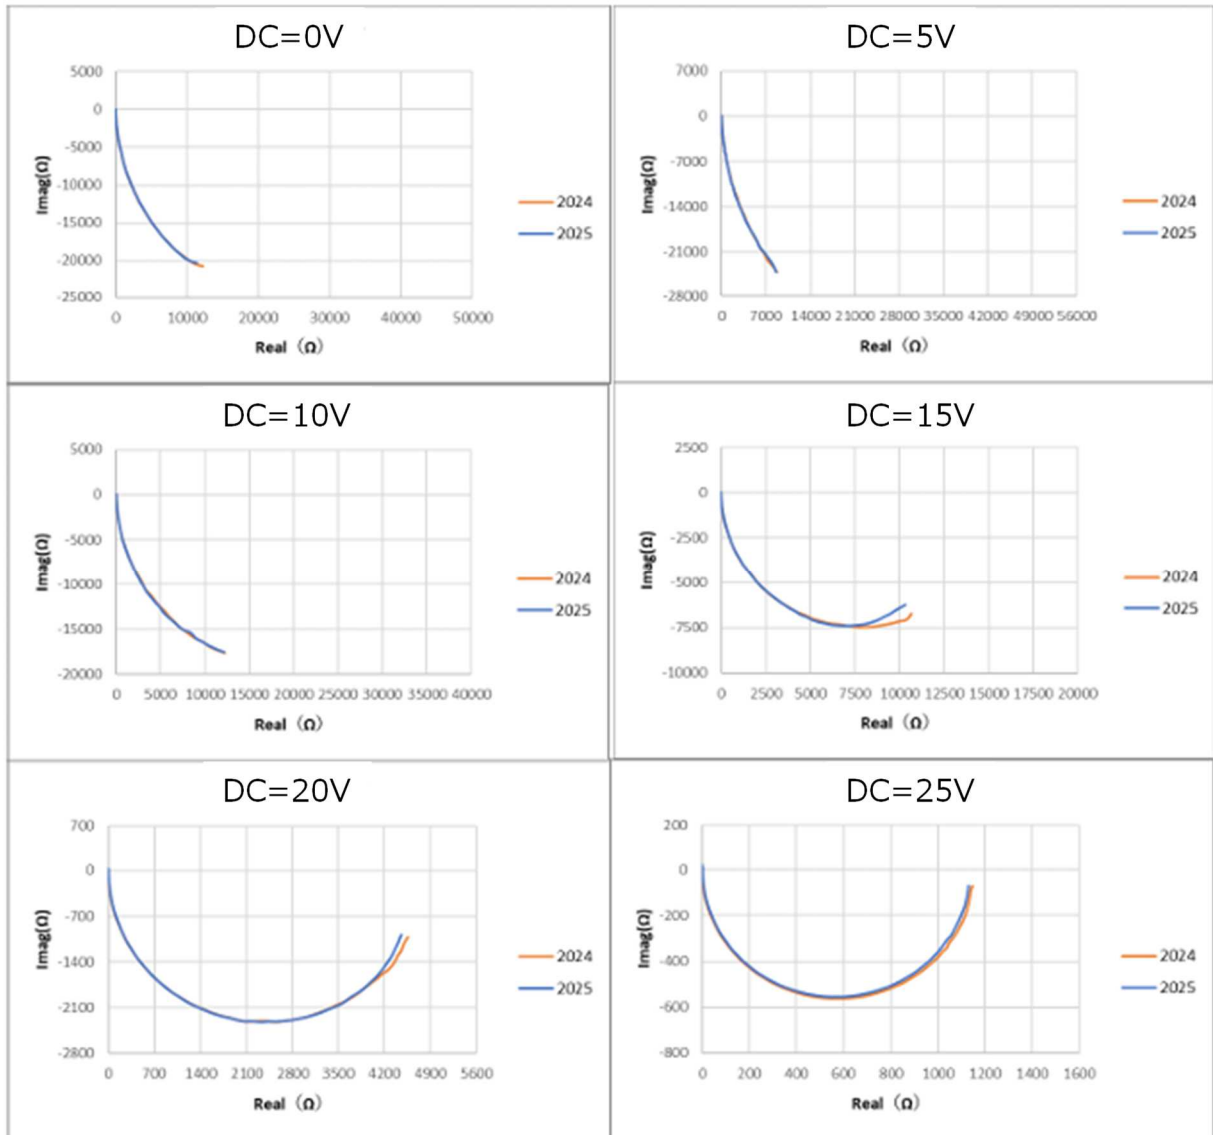 DC=0V
5000
0
-5000
-10000
-15000
-20000
-25000
Imag(Ω)
0 10000 20000 30000 40000 50000
Real (Ω)
2024
2025
DC=5V
7000
0
-7000
-14000
-21000
-28000
Imag(Ω)
0 7000 14000 21000 28000 35000 42000 49000 56000
Real (Ω)
2024
2025
DC=10V
5000
0
-5000
-10000
-15000
-20000
Imag(Ω)
0 5000 10000 15000 20000 25000 30000 35000 40000
Real (Ω)
2024
2025
DC=15V
2500
0
-2500
-5000
-7500
-10000
Imag(Ω)
0 2500 5000 7500 10000 12500 15000 17500 20000
Real (Ω)
2024
2025
DC=20V
700
0
-700
-1400
-2100
-2800
Imag(Ω)
0 700 1400 2100 2800 3500 4200 4900 5600
Real (Ω)
2024
2025
DC=25V
200
0
-200
-400
-600
-800
Imag(Ω)
0 200 400 600 800 1000 1200 1400 1600
Real (Ω)
2024
2025